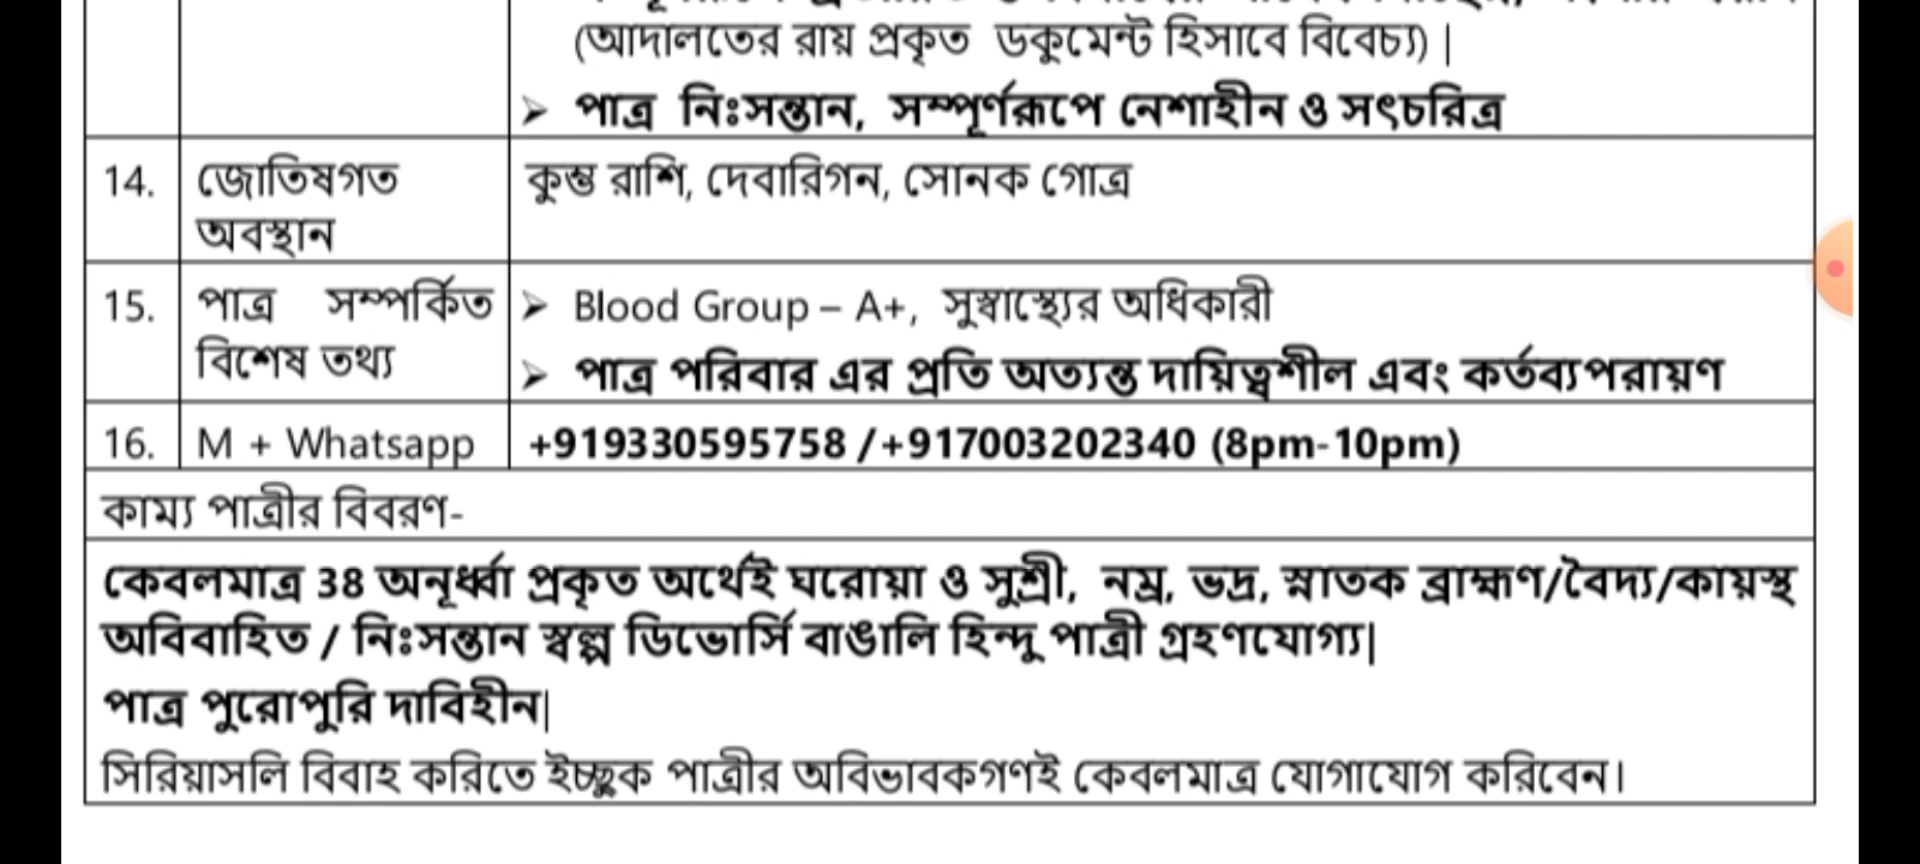 (আদালতের রায় প্রকৃত ডকুমেন্ট হিসাবে বিবেচ্য) |
➢ পাত্র নিঃসন্তান, সম্পূর্ণরূপে নেশাহীন ও সৎচরিত্র
14. জোতিষগত কুম্ভ রাশি, দেবারিগন, সোনক গোত্র
অবস্থান
15. পাত্র সম্পর্কিত ➢ Blood Group – A+, সুস্বাস্থ্যের অধিকারী
বিশেষ তথ্য ➢ পাত্র পরিবার এর প্রতি অত্যন্ত দায়িত্বশীল এবং কর্তব্যপরায়ণ
16. M + Whatsapp +919330595758 /+917003202340 (8pm-10pm)
কাম্য পাত্রীর বিবরণ-
কেবলমাত্র 38 অনূর্ধ্বা প্রকৃত অর্থেই ঘরোয়া ও সুশ্রী, নম্র, ভদ্র, স্নাতক ব্রাহ্মণ/বৈদ্য/কায়স্থ
অবিবাহিত / নিঃসন্তান স্বল্প ডিভোর্সি বাঙালি হিন্দু পাত্রী গ্রহণযোগ্য|
পাত্র পুরোপুরি দাবিহীন|
সিরিয়াসলি বিবাহ করিতে ইচ্ছুক পাত্রীর অবিভাবকগণই কেবলমাত্র যোগাযোগ করিবেন।